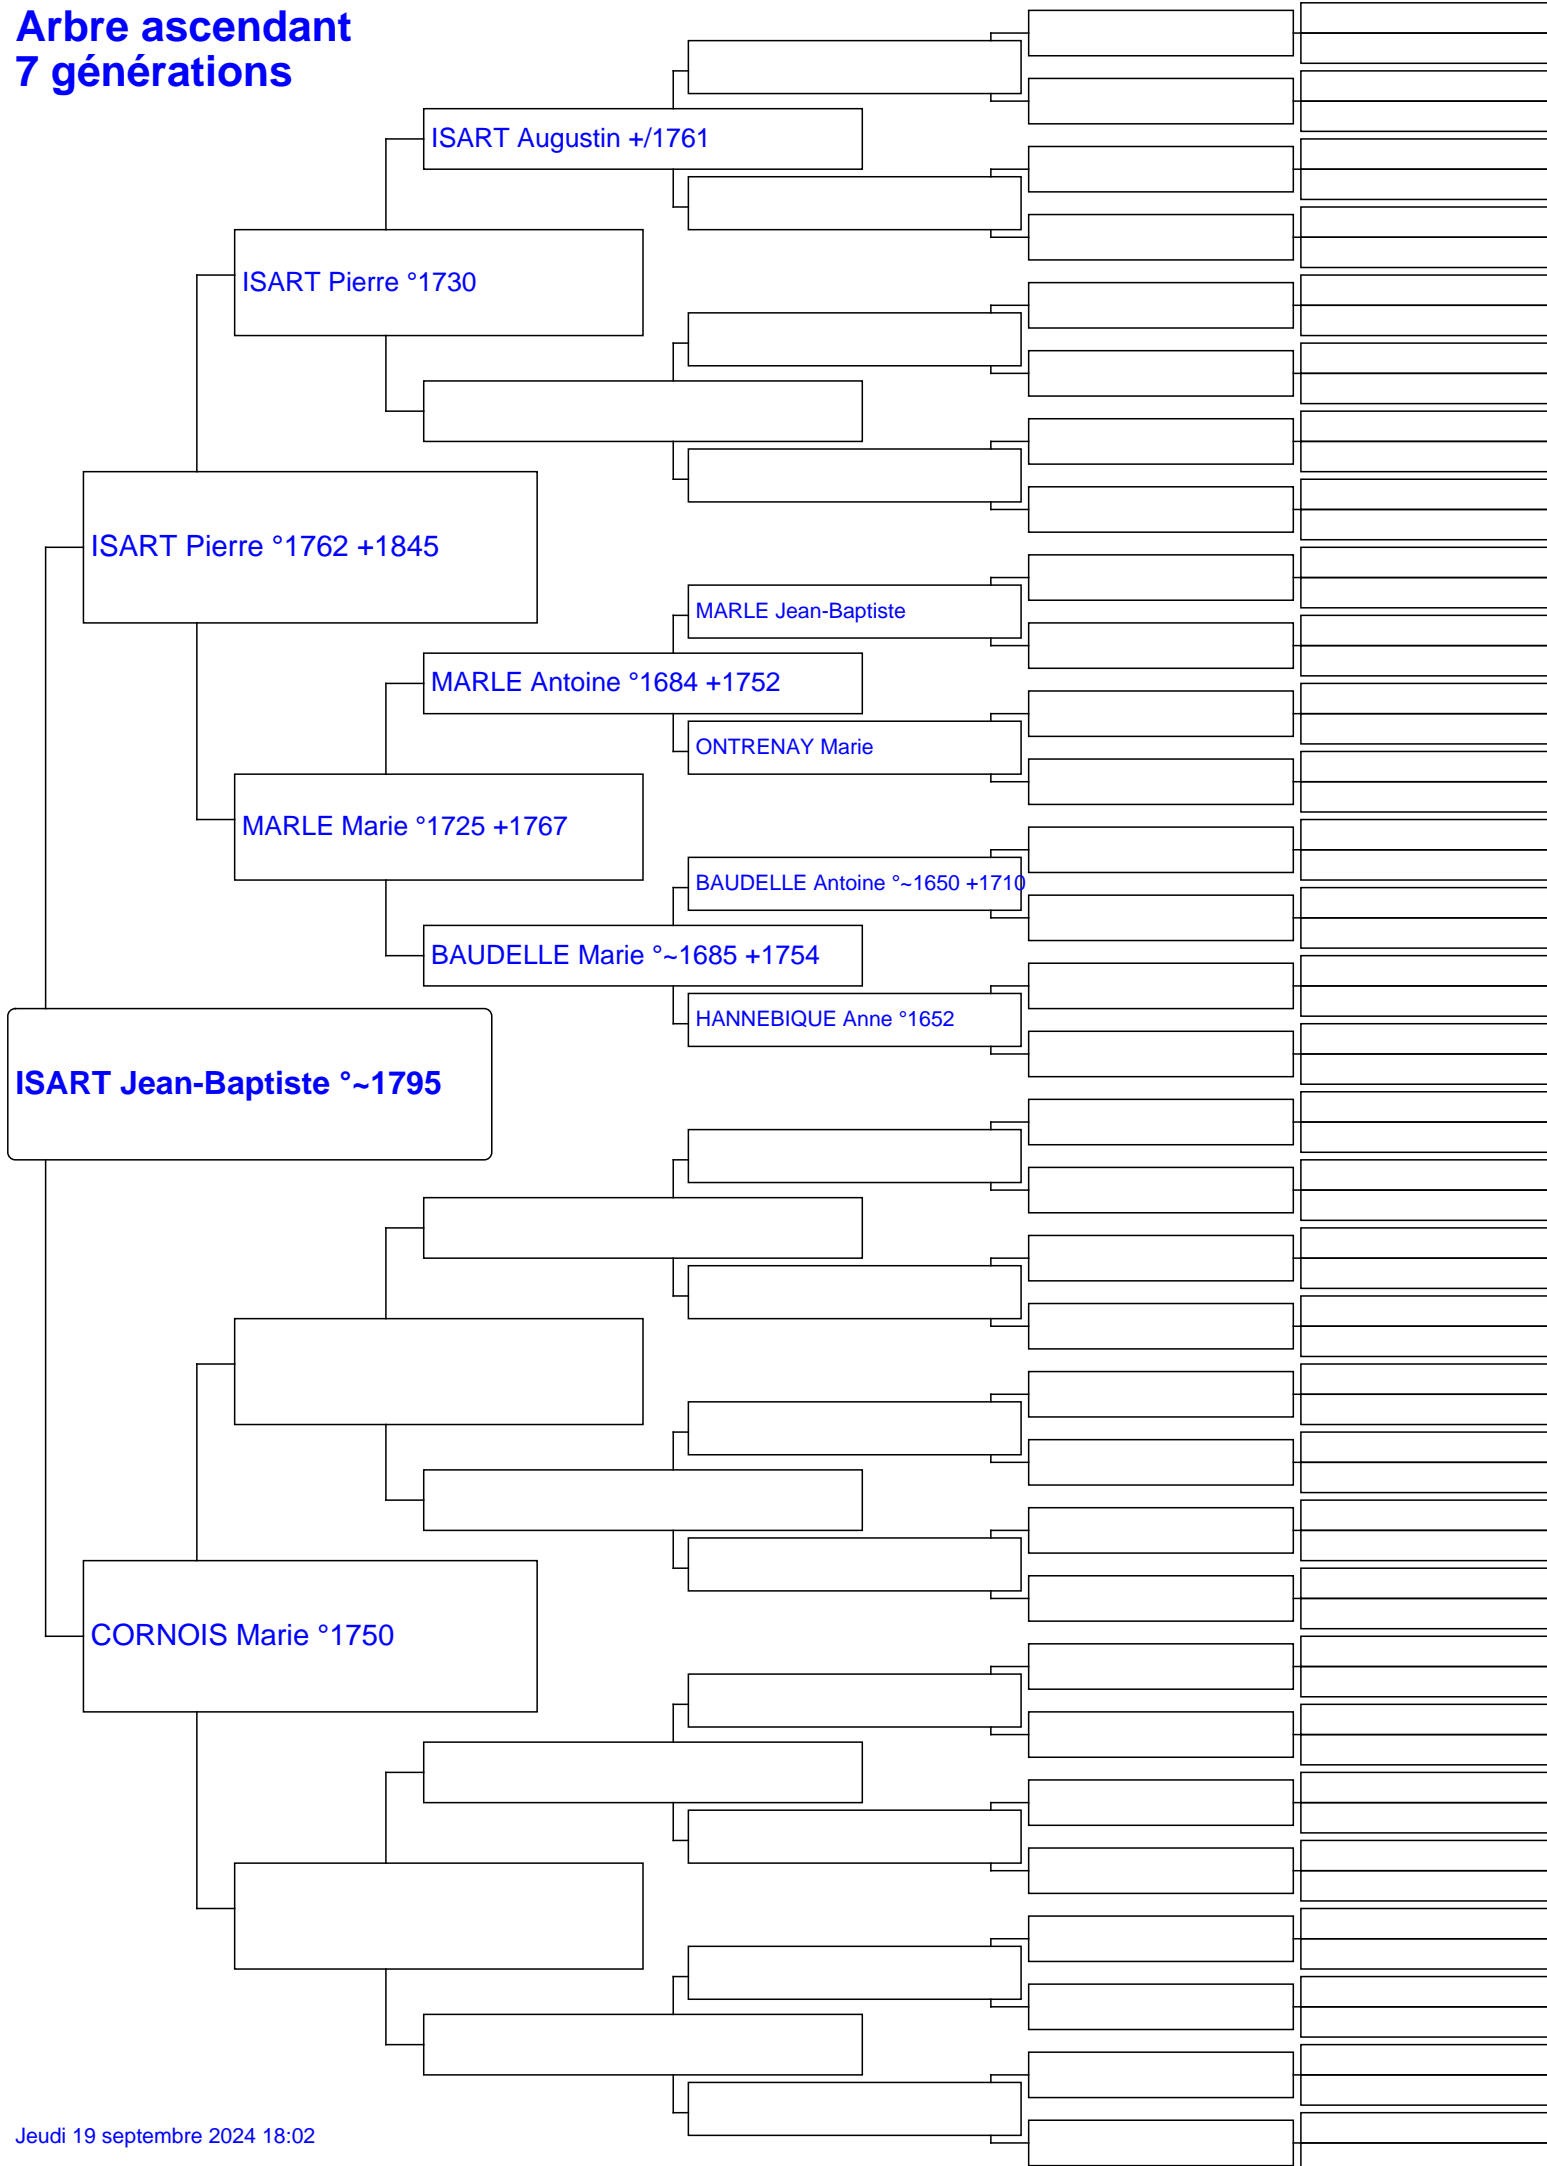 Arbre ascendant
7 générations
ISART Augustin +/1761
ISART Pierre °1730
ISART Pierre °1762 +1845
MARLE Jean-Baptiste
MARLE Antoine °1684 +1752
ONTRENAY Marie
MARLE Marie °1725 +1767
BAUDELLE Antoine °~1650 +1710
BAUDELLE Marie °~1685 +1754
HANNEBIQUE Anne °1652
ISART Jean-Baptiste °~1795
CORNOIS Marie °1750
Jeudi 19 septembre 2024 18:02